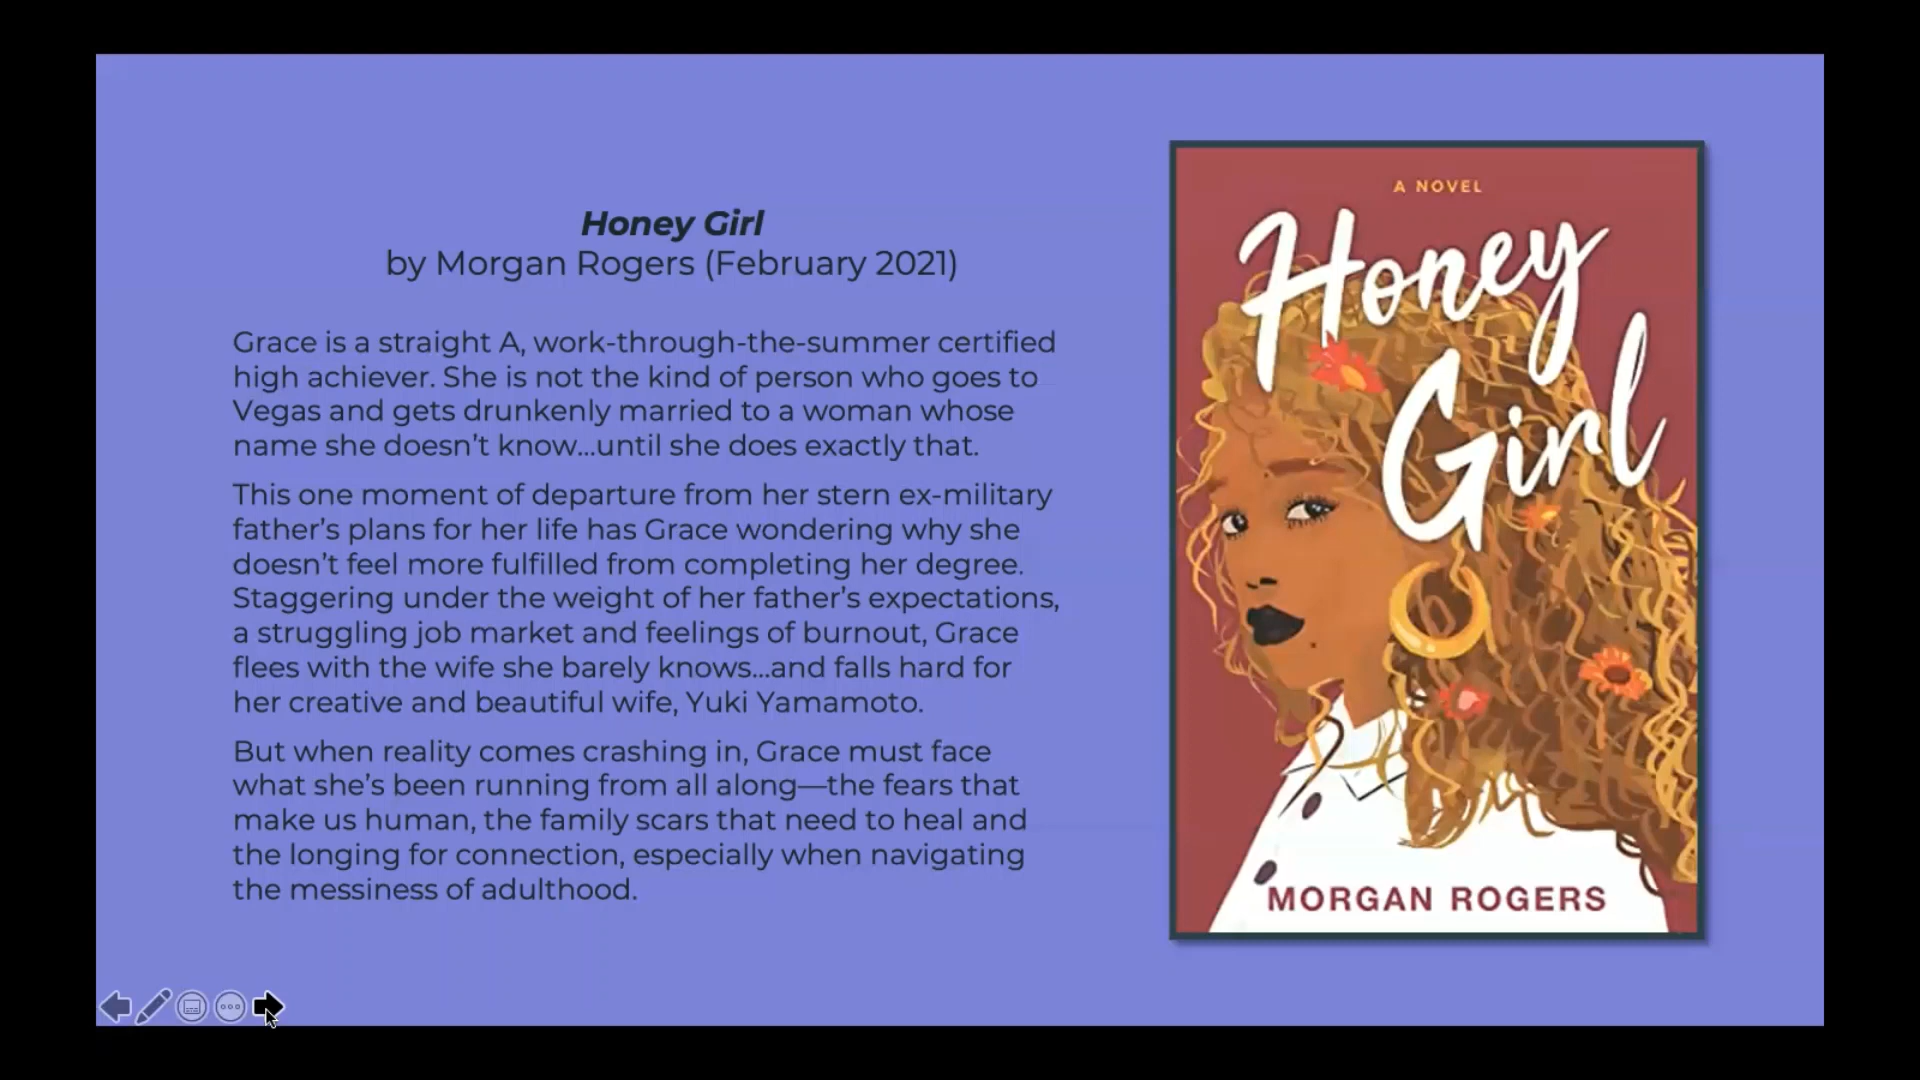 Honey Girl
by Morgan Rogers (February 2021)
Grace is a straight A, work-through-the-summer certified
high achiever. She is not the kind of person who goes to
Vegas and gets drunkenly married to a woman whose
name she doesn’t know...until she does exactly that.
This one moment of departure from her stern ex-military
father’s plans for her life has Grace wondering why she
doesn’t feel more fulfilled from completing her degree.
Staggering under the weight of her father’s expectations,
a struggling job market and feelings of burnout, Grace
flees with the wife she barely knows...and falls hard for
her creative and beautiful wife, Yuki Yamamoto.
But when reality comes crashing in, Grace must face
what she’s been running from all along—the fears that
make us human, the family scars that need to heal and
the longing for connection, especially when navigating
the messiness of adulthood.
A NOVEL
Honey
Girl
MORGAN ROGERS